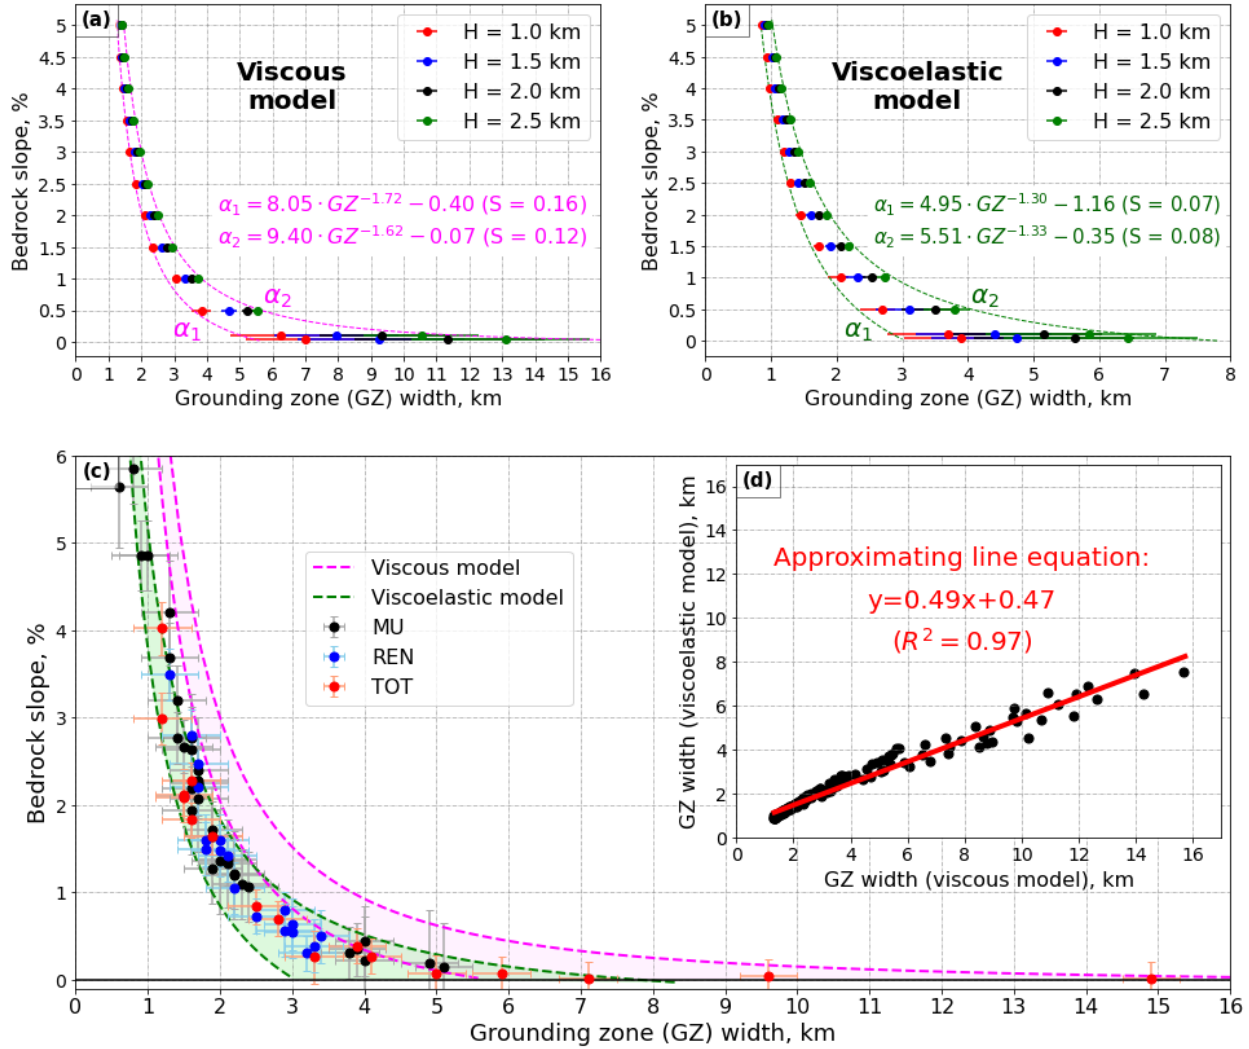 (a)
Viscous
model
H = 1.0 km
H = 1.5 km
H = 2.0 km
H = 2.5 km
α₁ = 8.05 · GZ^−1.72 − 0.40 (S = 0.16)
α₂ = 9.40 · GZ^−1.62 − 0.07 (S = 0.12)
α₂
α₁
Bedrock slope, %
5
4.5
4
3.5
3
2.5
2
1.5
1
0.5
0
0 1 2 3 4 5 6 7 8 9 10 11 12 13 14 15 16
Grounding zone (GZ) width, km
(b)
Viscoelastic
model
H = 1.0 km
H = 1.5 km
H = 2.0 km
H = 2.5 km
α₁ = 4.95 · GZ^−1.30 − 1.16 (S = 0.07)
α₂ = 5.51 · GZ^−1.33 − 0.35 (S = 0.08)
α₂
α₁
Bedrock slope, %
5
4.5
4
3.5
3
2.5
2
1.5
1
0.5
0
0 1 2 3 4 5 6 7 8
Grounding zone (GZ) width, km
(c)
Viscous model
Viscoelastic model
MU
REN
TOT
Bedrock slope, %
6
5
4
3
2
1
0
0 1 2 3 4 5 6 7 8 9 10 11 12 13 14 15 16
Grounding zone (GZ) width, km
(d)
Approximating line equation:
y=0.49x+0.47
(R² = 0.97)
GZ width (viscoelastic model), km
16
14
12
10
8
6
4
2
0
0 2 4 6 8 10 12 14 16
GZ width (viscous model), km